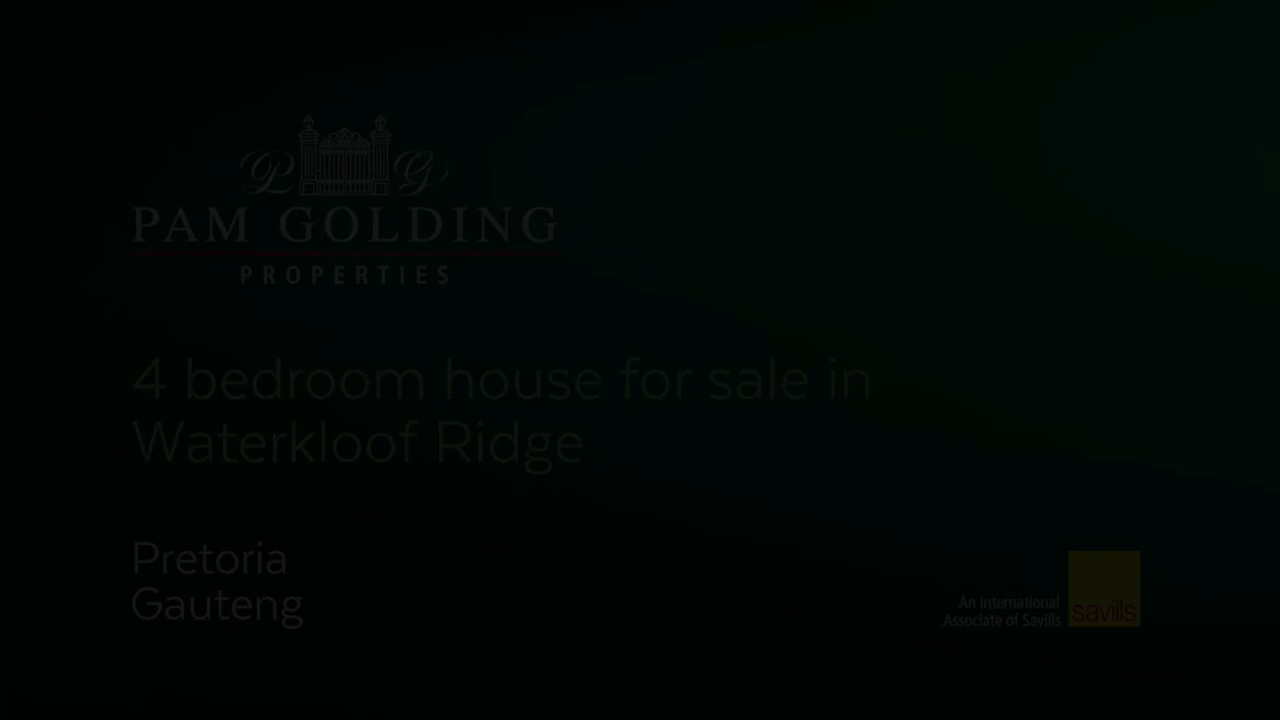 P G
PAM GOLDING
PROPERTIES
4 bedroom house for sale in
Waterkloof Ridge
Pretoria
Gauteng
An International
Associate of Savills
savills